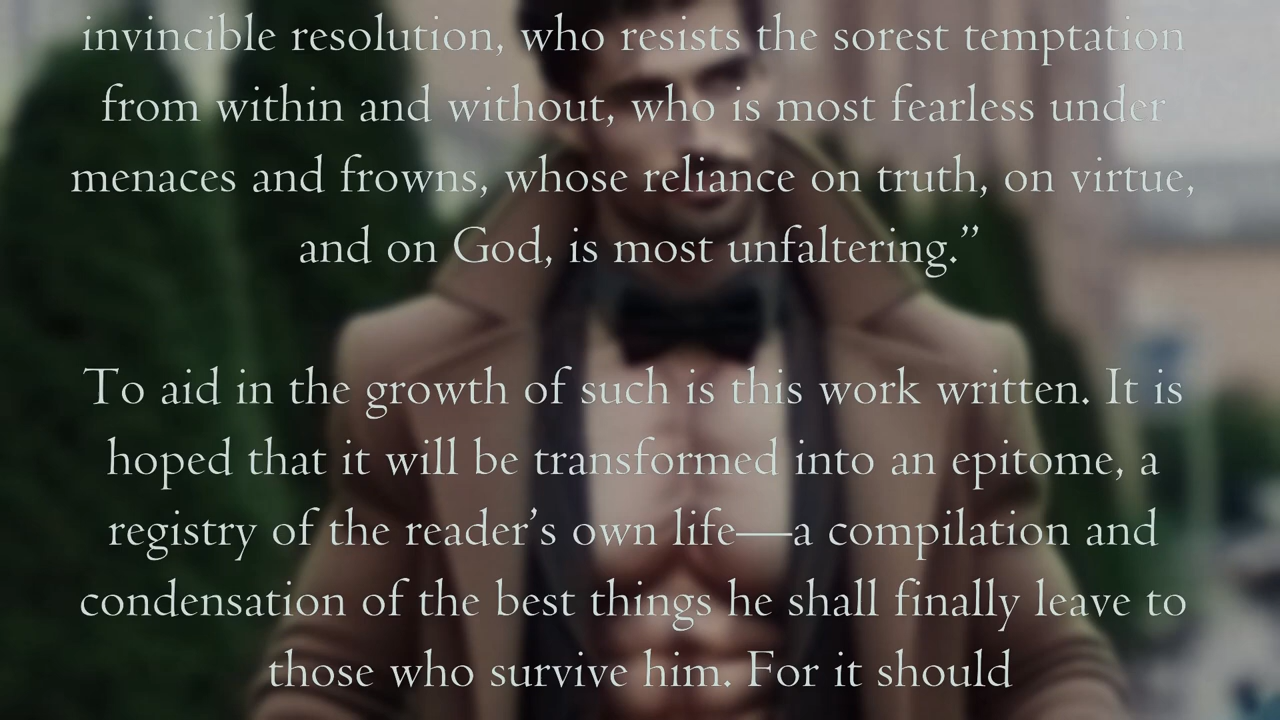 invincible resolution, who resists the sorest temptation
from within and without, who is most fearless under
menaces and frowns, whose reliance on truth, on virtue,
and on God, is most unfaltering.”
To aid in the growth of such is this work written. It is
hoped that it will be transformed into an epitome, a
registry of the reader’s own life—a compilation and
condensation of the best things he shall finally leave to
those who survive him. For it should